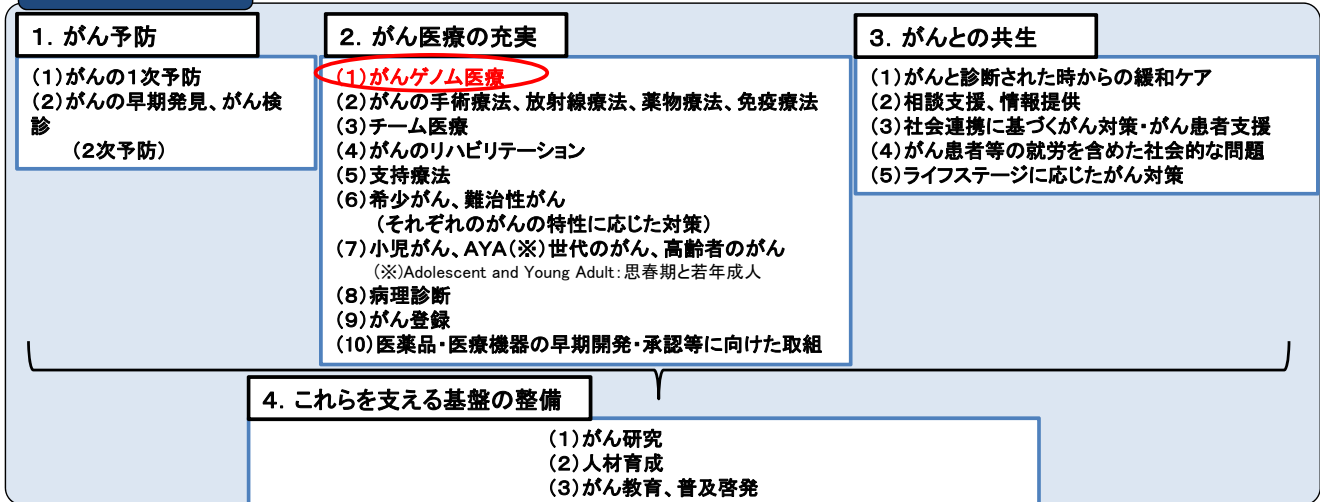 1．がん予防
（１）がんの１次予防
（２）がんの早期発見、がん検
診
（２次予防）
2．がん医療の充実
（１）がんゲノム医療
（２）がんの手術療法、放射線療法、薬物療法、免疫療法
（３）チーム医療
（４）がんのリハビリテーション
（５）支持療法
（６）希少がん、難治性がん
（それぞれのがんの特性に応じた対策）
（７）小児がん、AYA（※）世代のがん、高齢者のがん
（※）Adolescent and Young Adult：思春期と若年成人
（８）病理診断
（９）がん登録
（10）医薬品・医療機器の早期開発・承認等に向けた取組
3．がんとの共生
（１）がんと診断された時からの緩和ケア
（２）相談支援、情報提供
（３）社会連携に基づくがん対策・がん患者支援
（４）がん患者等の就労を含めた社会的な問題
（５）ライフステージに応じたがん対策
4．これらを支える基盤の整備
（１）がん研究
（２）人材育成
（３）がん教育、普及啓発